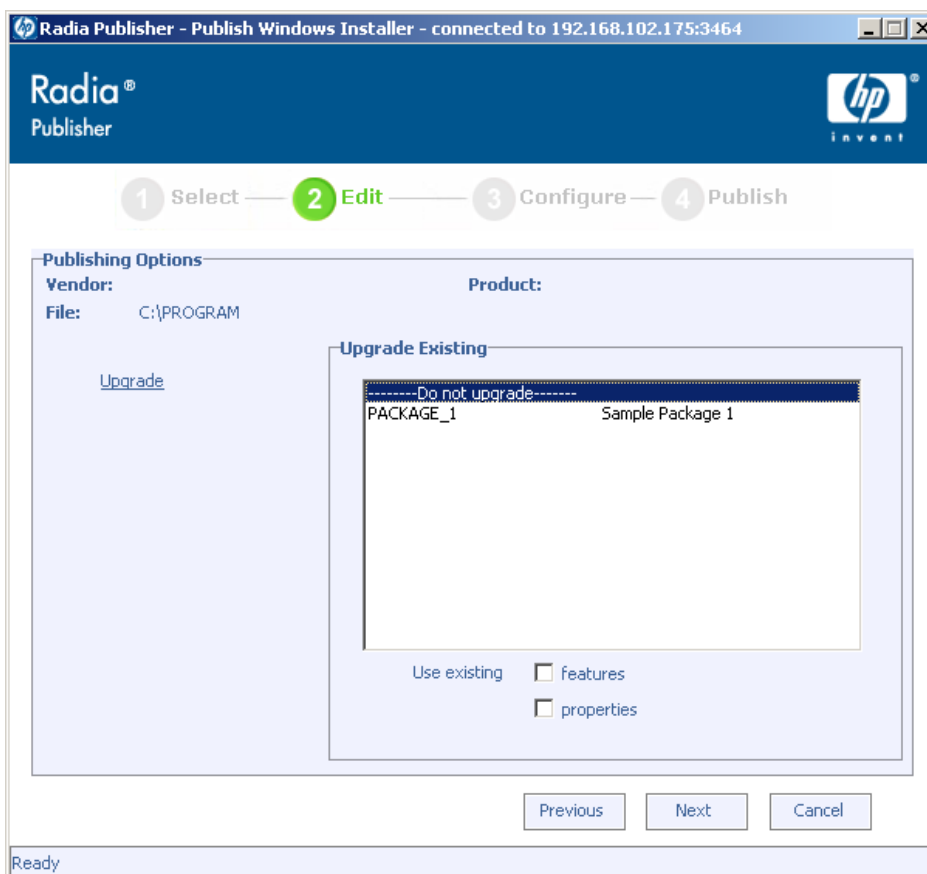 Radia Publisher - Publish Windows Installer - connected to 192.168.102.175:3464
Radia®
Publisher
hp ®
invent
1 Select 2 Edit 3 Configure 4 Publish
Publishing Options
Vendor: Product:
File: C:\PROGRAM
Upgrade Existing
Upgrade
--------Do not upgrade-------
PACKAGE_1 Sample Package 1
Use existing features
properties
Previous Next Cancel
Ready